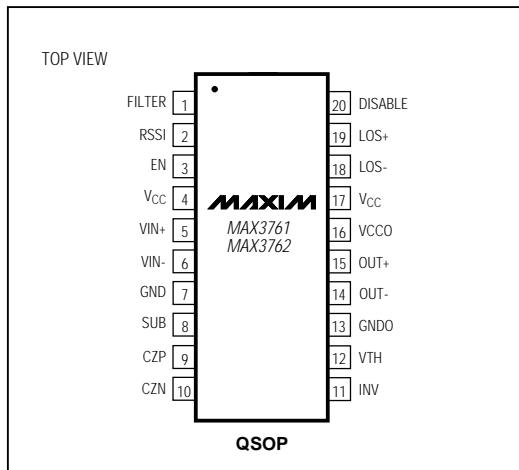 TOP VIEW
FILTER 1
RSSI 2
EN 3
VCC 4
VIN+ 5
VIN- 6
GND 7
SUB 8
CZP 9
CZN 10
MAXIM
MAX3761
MAX3762
20 DISABLE
19 LOS+
18 LOS-
17 VCC
16 VCCO
15 OUT+
14 OUT-
13 GNDO
12 VTH
11 INV
QSOP